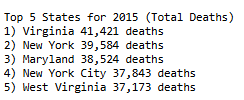 Top 5 States for 2015 (Total Deaths)
1) Virginia 41,421 deaths
2) New York 39,584 deaths
3) Maryland 38,524 deaths
4) New York City 37,843 deaths
5) West Virginia 37,173 deaths